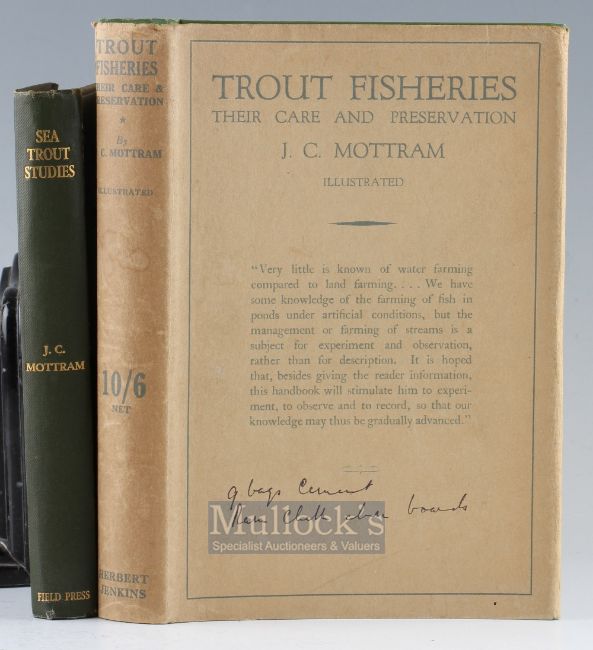 SEA
TROUT
STUDIES
J. C.
MOTTRAM
FIELD PRESS
TROUT
FISHERIES
THEIR CARE &
PRESERVATION
By
J. C. MOTTRAM
ILLUSTRATED
10/6
NET
HERBERT
JENKINS
TROUT FISHERIES
THEIR CARE AND PRESERVATION
J. C. MOTTRAM
ILLUSTRATED
"Very little is known of water farming
compared to land farming. . . . We have
some knowledge of the farming of fish in
ponds under artificial conditions, but the
management or farming of streams is a
subject for experiment and observation,
rather than for description. It is hoped
that, besides giving the reader information,
this handbook will stimulate him to experi-
ment, to observe and to record, so that our
knowledge may thus be gradually advanced."
9 bags Cement
boards
Mullock's
Specialist Auctioneers & Valuers